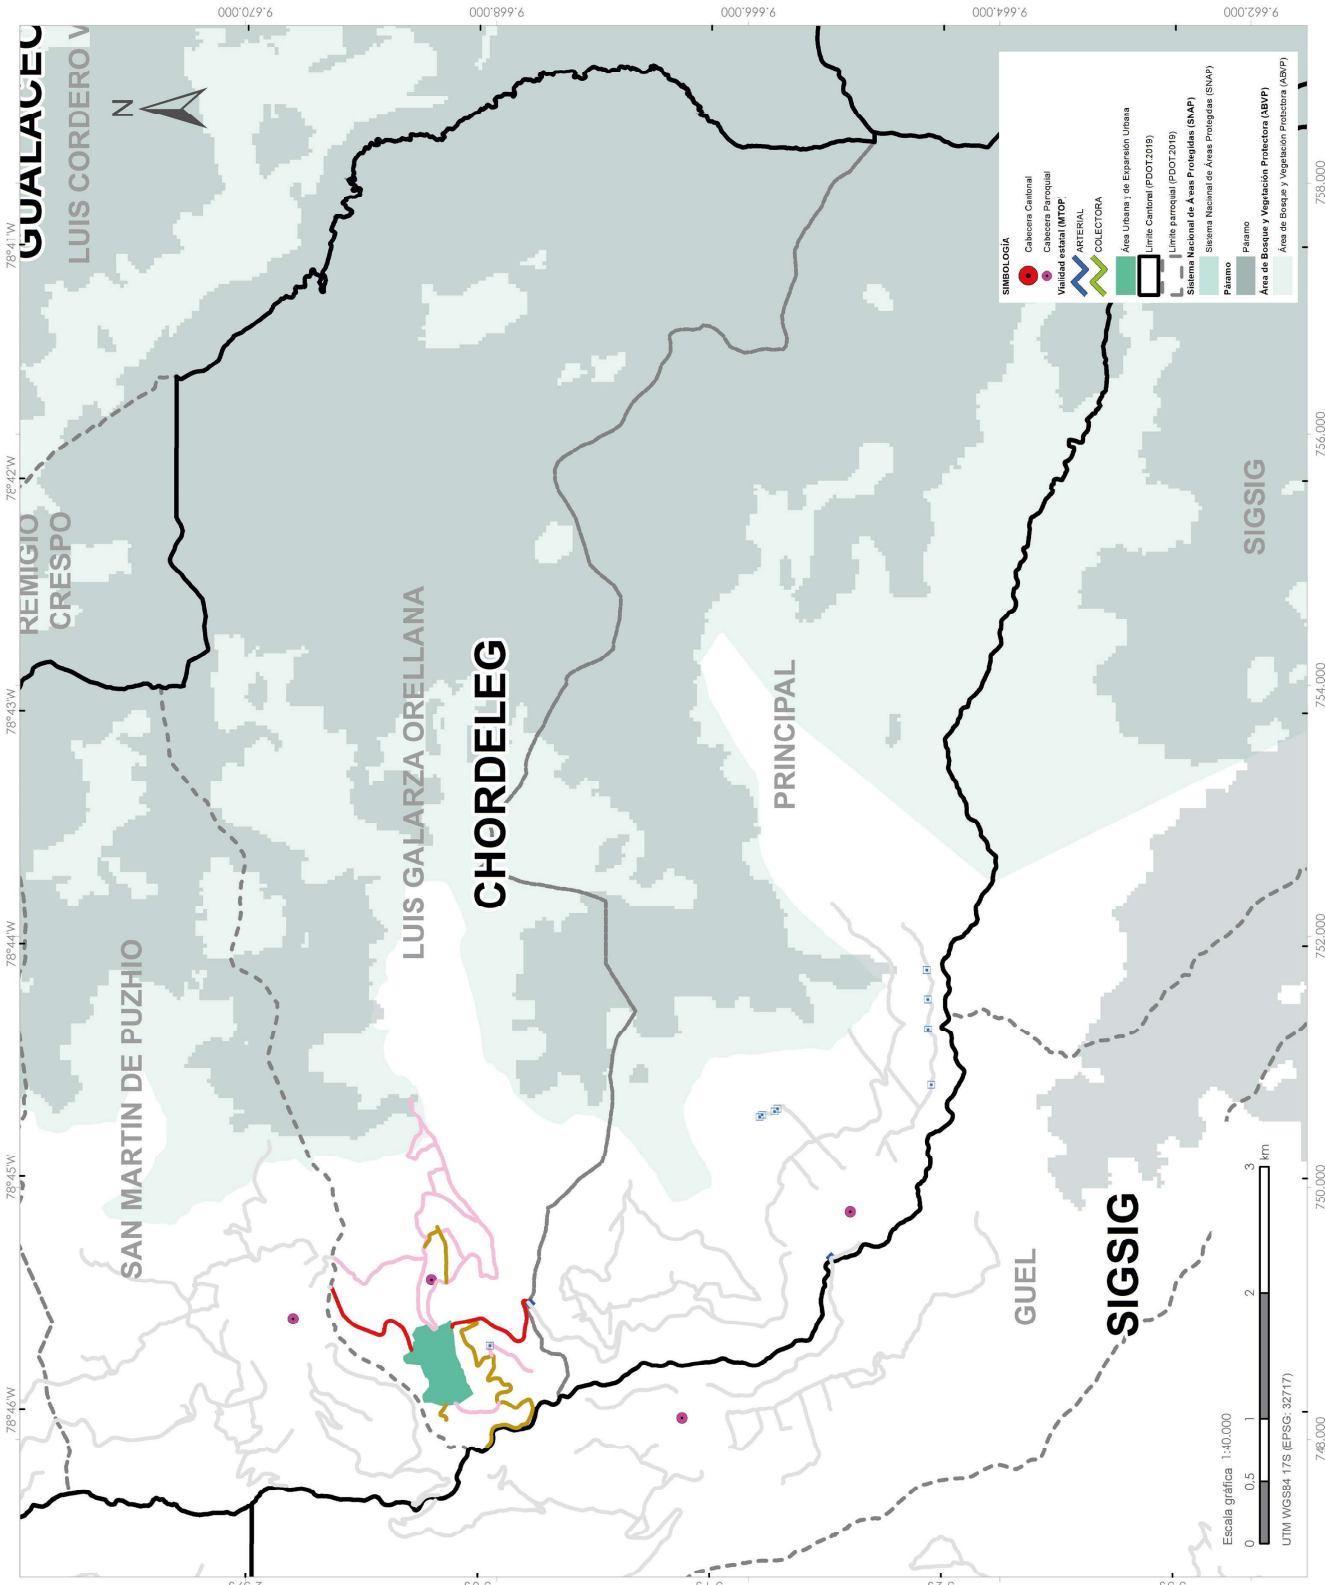 GUALACEO
LUIS CORDERO V
N
REMIGIO
CRESPO
SAN MARTIN DE PUZHIO
LUIS GALARZA ORELLANA
CHORDELEG
PRINCIPAL
GUEL
SIGSIG
SIGSIG
78°46'W
78°45'W
78°44'W
78°43'W
78°42'W
78°41'W
9.670.000
9.668.000
9.666.000
9.664.000
9.662.000
748.000
750.000
752.000
754.000
756.000
758.000
SIMBOLOGÍA
Cabecera Cantonal
Cabecera Parroquial
Vialidad estatal (MTOP)
ARTERIAL
COLECTORA
Área Urbana y de Expansión Urbana
Límite Cantonal (PDOT2019)
Límite parroquial (PDOT2019)
Sistema Nacional de Áreas Protegidas (SNAP)
Sistema Nacional de Áreas Protegidas (SNAP)
Páramo
Páramo
Área de Bosque y Vegetación Protectora (ABVP)
Área de Bosque y Vegetación Protectora (ABVP)
Escala gráfica 1:40.000
0 0,5 1 2 3
km
UTM WGS84 17S (EPSG: 32717)